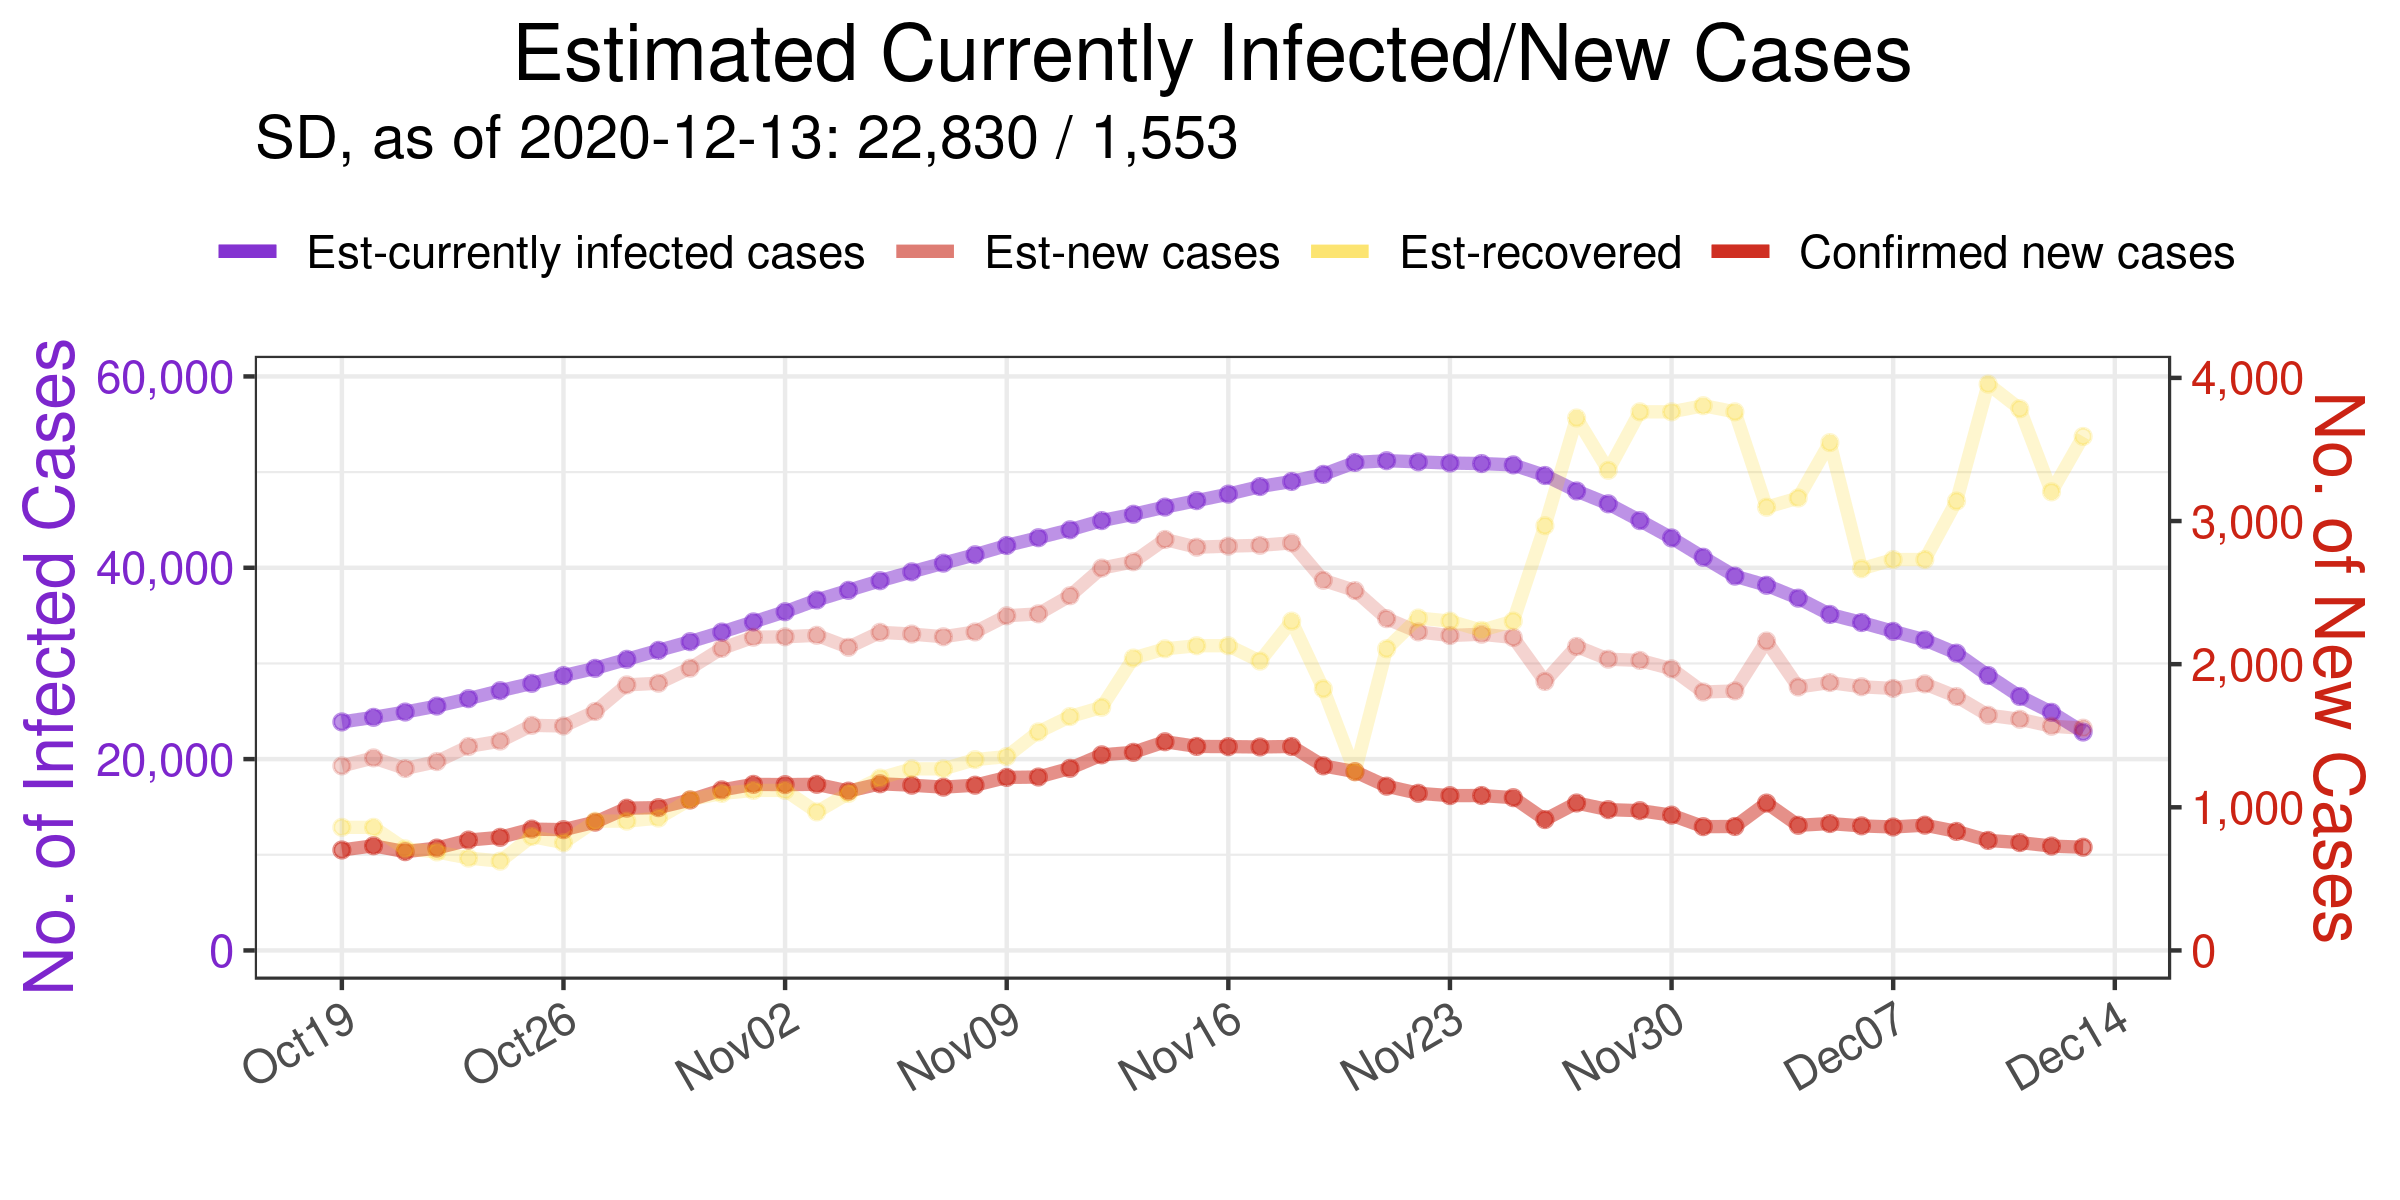 Estimated Currently Infected/New Cases
SD, as of 2020-12-13: 22,830 / 1,553
Est-currently infected cases
Est-new cases
Est-recovered
Confirmed new cases
No. of Infected Cases
60,000
40,000
20,000
0
4,000
3,000
2,000
1,000
0
No. of New Cases
Oct19
Oct26
Nov02
Nov09
Nov16
Nov23
Nov30
Dec07
Dec14